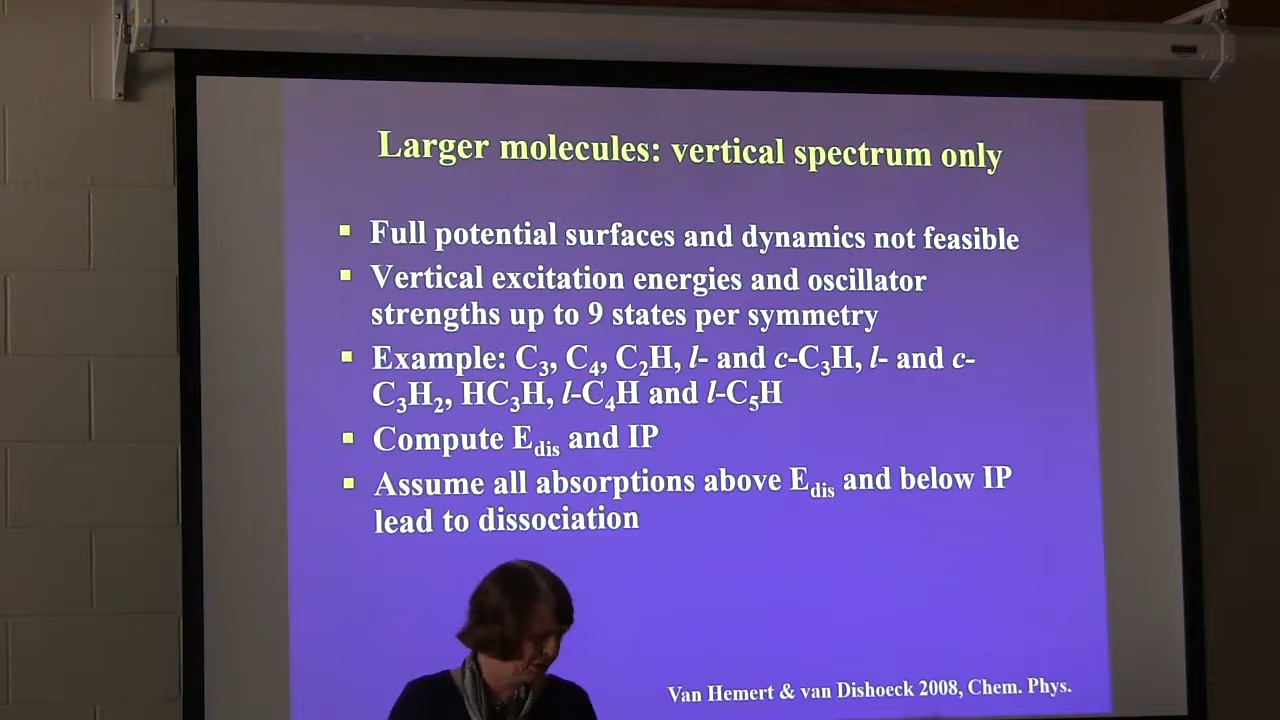 Larger molecules: vertical spectrum only
▪ Full potential surfaces and dynamics not feasible
▪ Vertical excitation energies and oscillator
strengths up to 9 states per symmetry
▪ Example: C₃, C₄, C₂H, l- and c-C₃H, l- and c-
C₃H₂, HC₃H, l-C₄H and l-C₅H
▪ Compute E_dis and IP
▪ Assume all absorptions above E_dis and below IP
lead to dissociation
Van Hemert & van Dishoeck 2008, Chem. Phys.